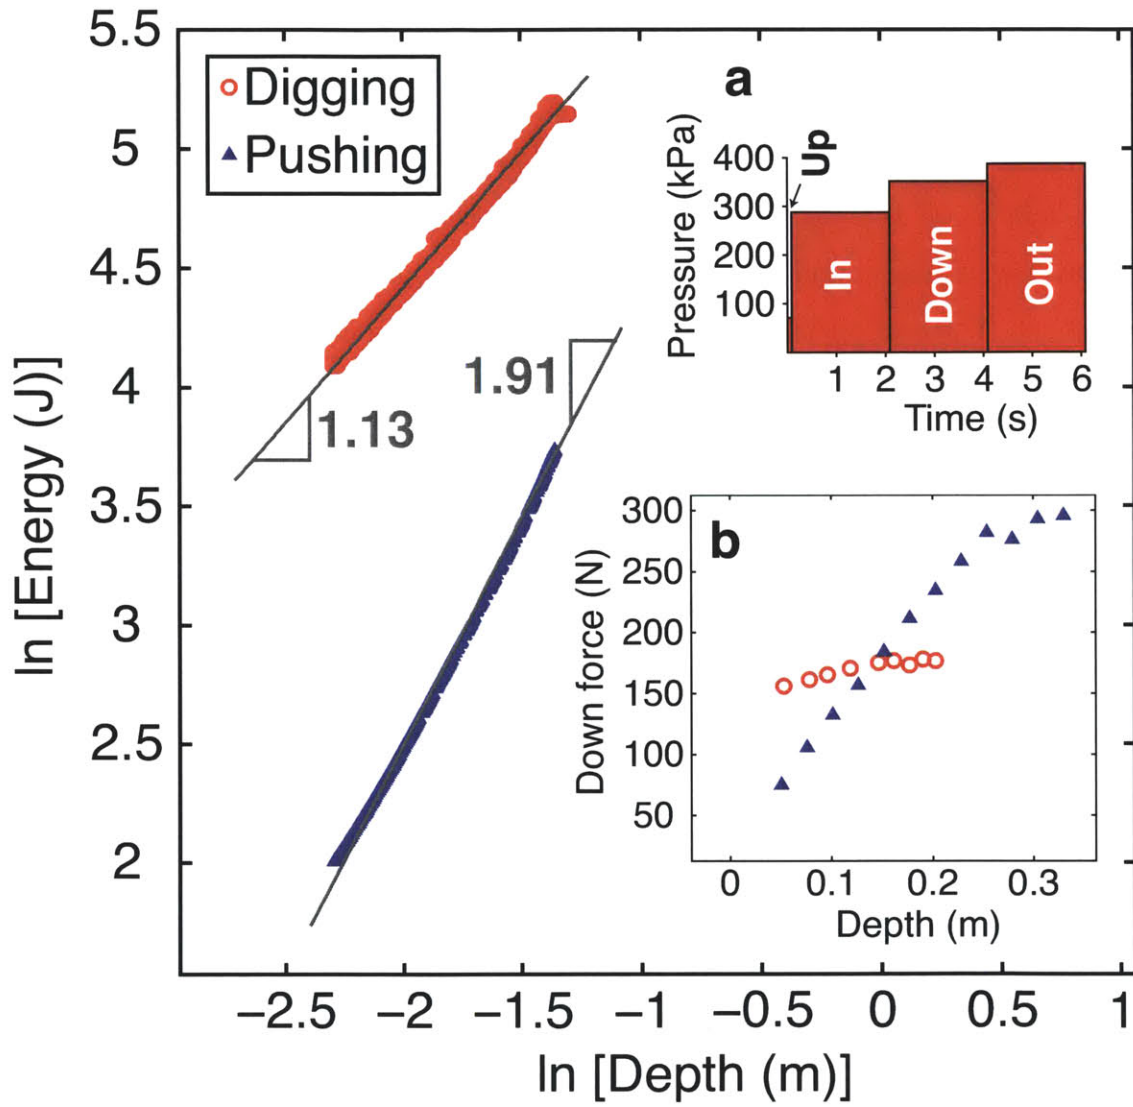 5.5
5
4.5
4
3.5
3
2.5
2
ln [Energy (J)]
Digging
Pushing
1.13
1.91
a
Up
Pressure (kPa)
400
300
200
100
In
Down
Out
1 2 3 4 5 6
Time (s)
b
Down force (N)
300
250
200
150
100
50
0 0.1 0.2 0.3
Depth (m)
−2.5 −2 −1.5 −1 −0.5 0 0.5 1
ln [Depth (m)]